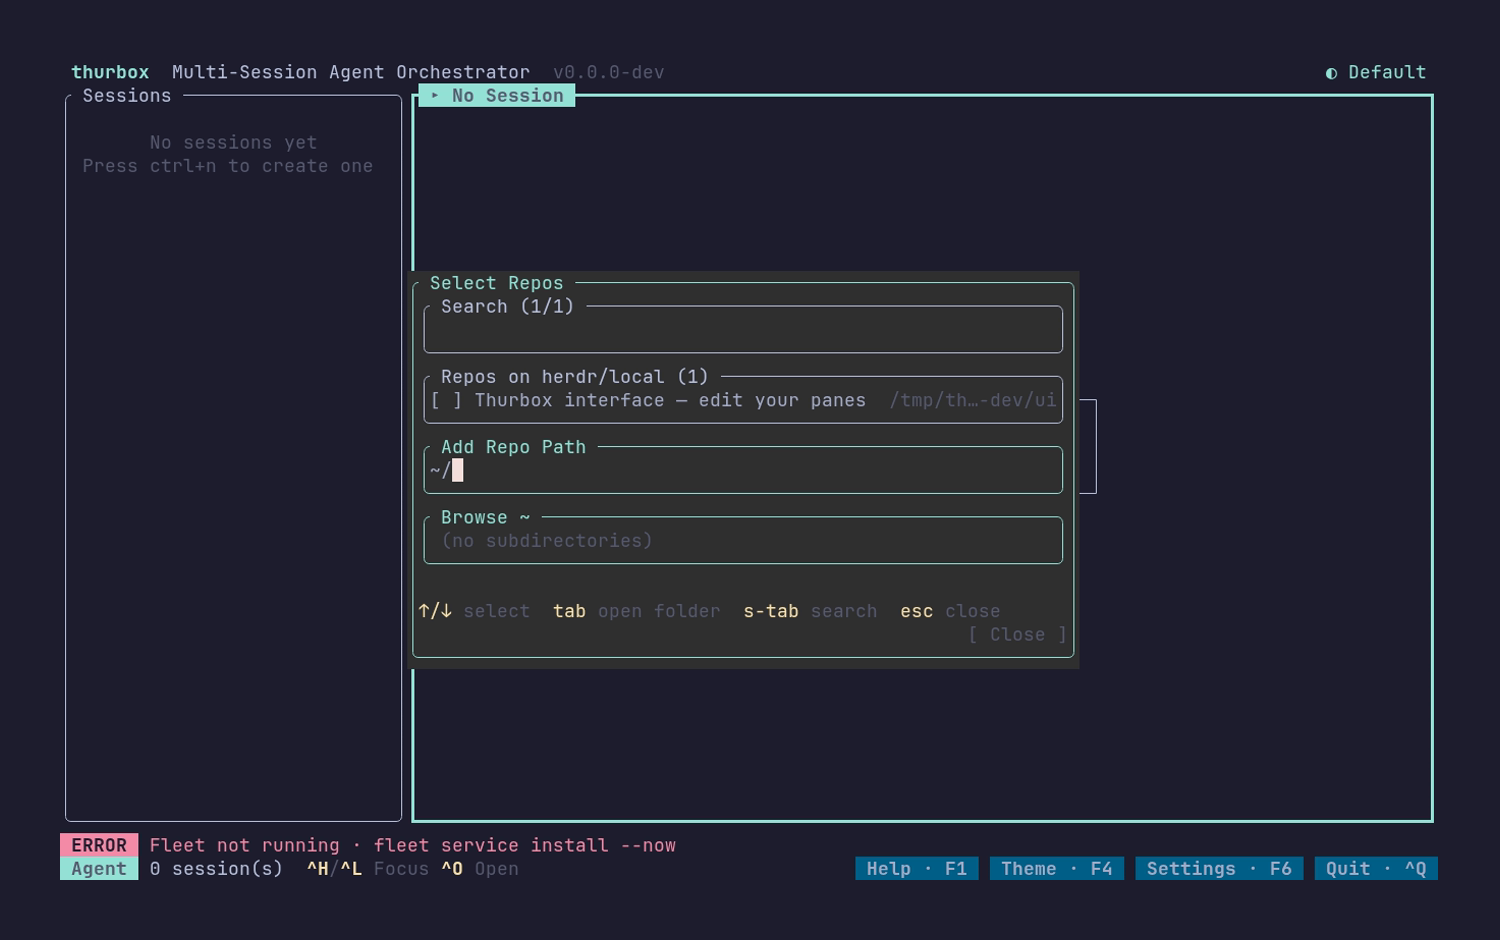 thurbox  Multi-Session Agent Orchestrator  v0.0.0-dev  ◐ Default
Sessions
▸ No Session
No sessions yet
Press ctrl+n to create one
Select Repos
Search (1/1)
Repos on herdr/local (1)
[ ] Thurbox interface — edit your panes  /tmp/th…-dev/ui
Add Repo Path
~/
Browse ~
(no subdirectories)
↑/↓ select  tab open folder  s-tab search  esc close
[ Close ]
ERROR  Fleet not running · fleet service install --now
Agent  0 session(s)  ^H/^L Focus ^O Open  Help · F1  Theme · F4  Settings · F6  Quit · ^Q